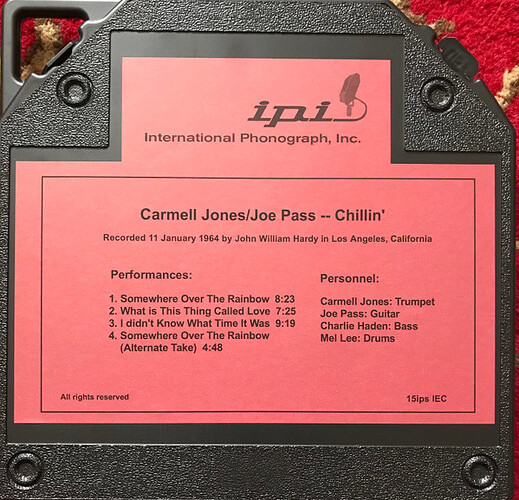 ipi
International Phonograph, Inc.
Carmell Jones/Joe Pass -- Chillin'
Recorded 11 January 1964 by John William Hardy in Los Angeles, California
Performances:
1. Somewhere Over The Rainbow 8:23
2. What is This Thing Called Love 7:25
3. I didn't Know What Time It Was 9:19
4. Somewhere Over The Rainbow
(Alternate Take) 4:48
Personnel:
Carmell Jones: Trumpet
Joe Pass: Guitar
Charlie Haden: Bass
Mel Lee: Drums
All rights reserved
15ips IEC